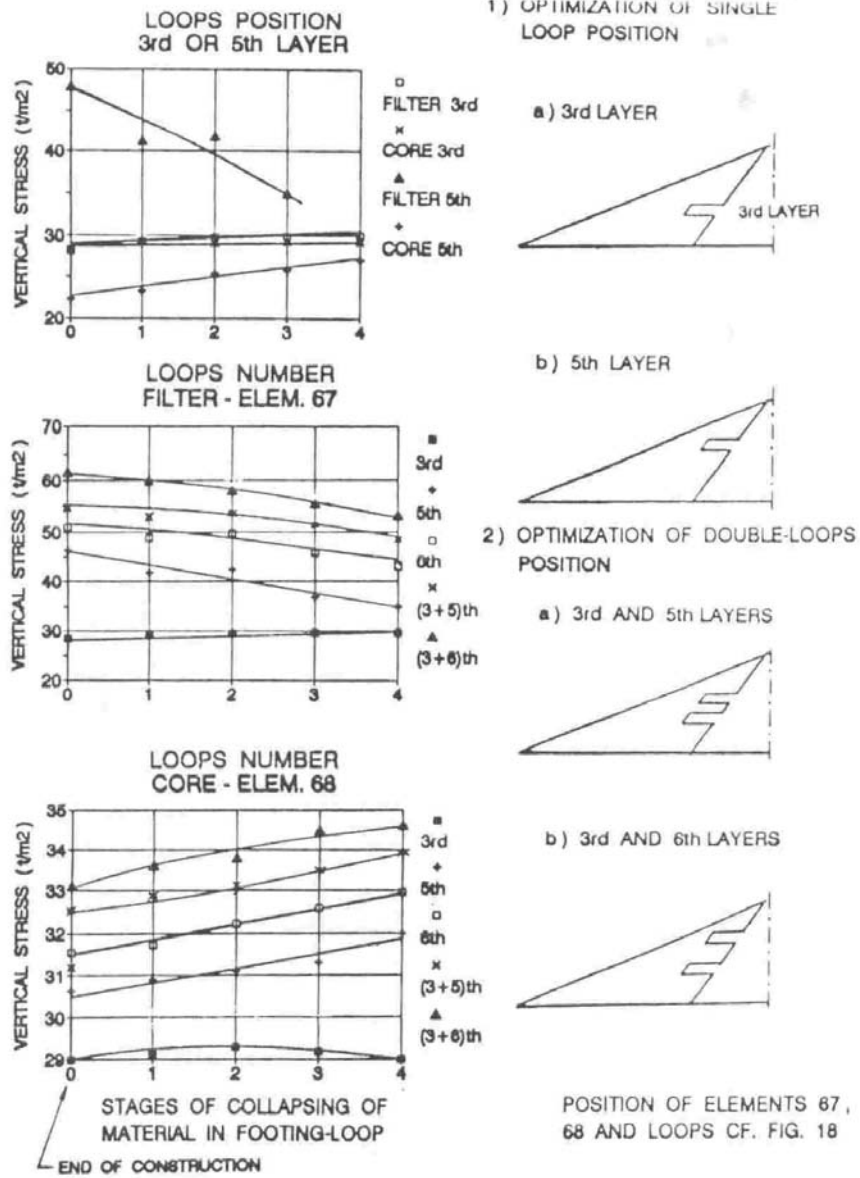 LOOPS POSITION
3rd OR 5th LAYER
VERTICAL STRESS (t/m2)
50
40
30
20
0 1 2 3 4
FILTER 3rd
CORE 3rd
FILTER 5th
CORE 5th
LOOPS NUMBER
FILTER - ELEM. 67
VERTICAL STRESS (t/m2)
70
60
50
40
30
20
0 1 2 3 4
3rd
5th
6th
(3+5)th
(3+6)th
LOOPS NUMBER
CORE - ELEM. 68
VERTICAL STRESS (t/m2)
35
34
33
32
31
30
29
0 1 2 3 4
3rd
5th
6th
(3+5)th
(3+6)th
STAGES OF COLLAPSING OF
MATERIAL IN FOOTING-LOOP
END OF CONSTRUCTION
1) OPTIMIZATION OF SINGLE
LOOP POSITION
a) 3rd LAYER
3rd LAYER
b) 5th LAYER
2) OPTIMIZATION OF DOUBLE-LOOPS
POSITION
a) 3rd AND 5th LAYERS
b) 3rd AND 6th LAYERS
POSITION OF ELEMENTS 67,
68 AND LOOPS CF. FIG. 18